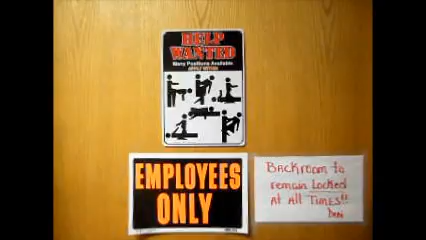 HELP
WANTED
Many Positions Available.
APPLY WITHIN
EMPLOYEES
ONLY
BACKROOM to
remain Locked
At All TIMES!!